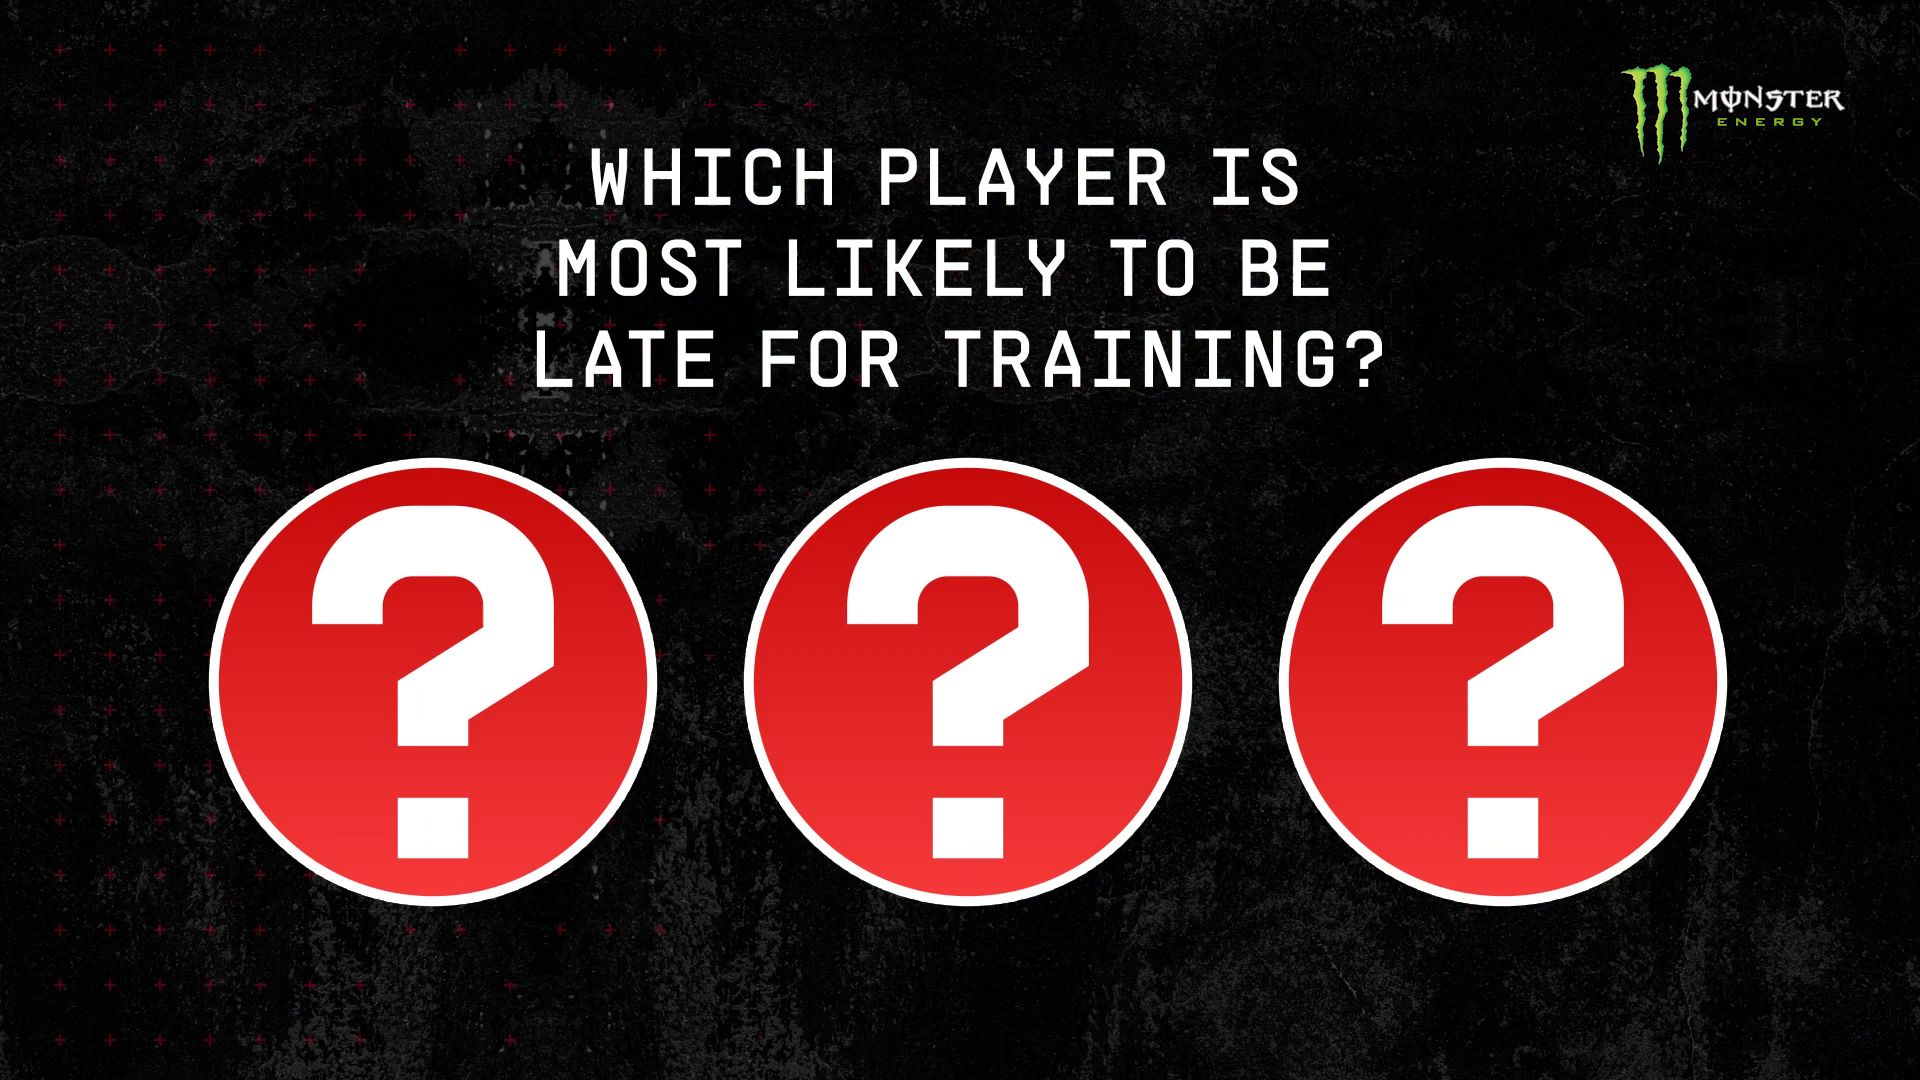 MONSTER
ENERGY
WHICH PLAYER IS
MOST LIKELY TO BE
LATE FOR TRAINING?
? ? ?